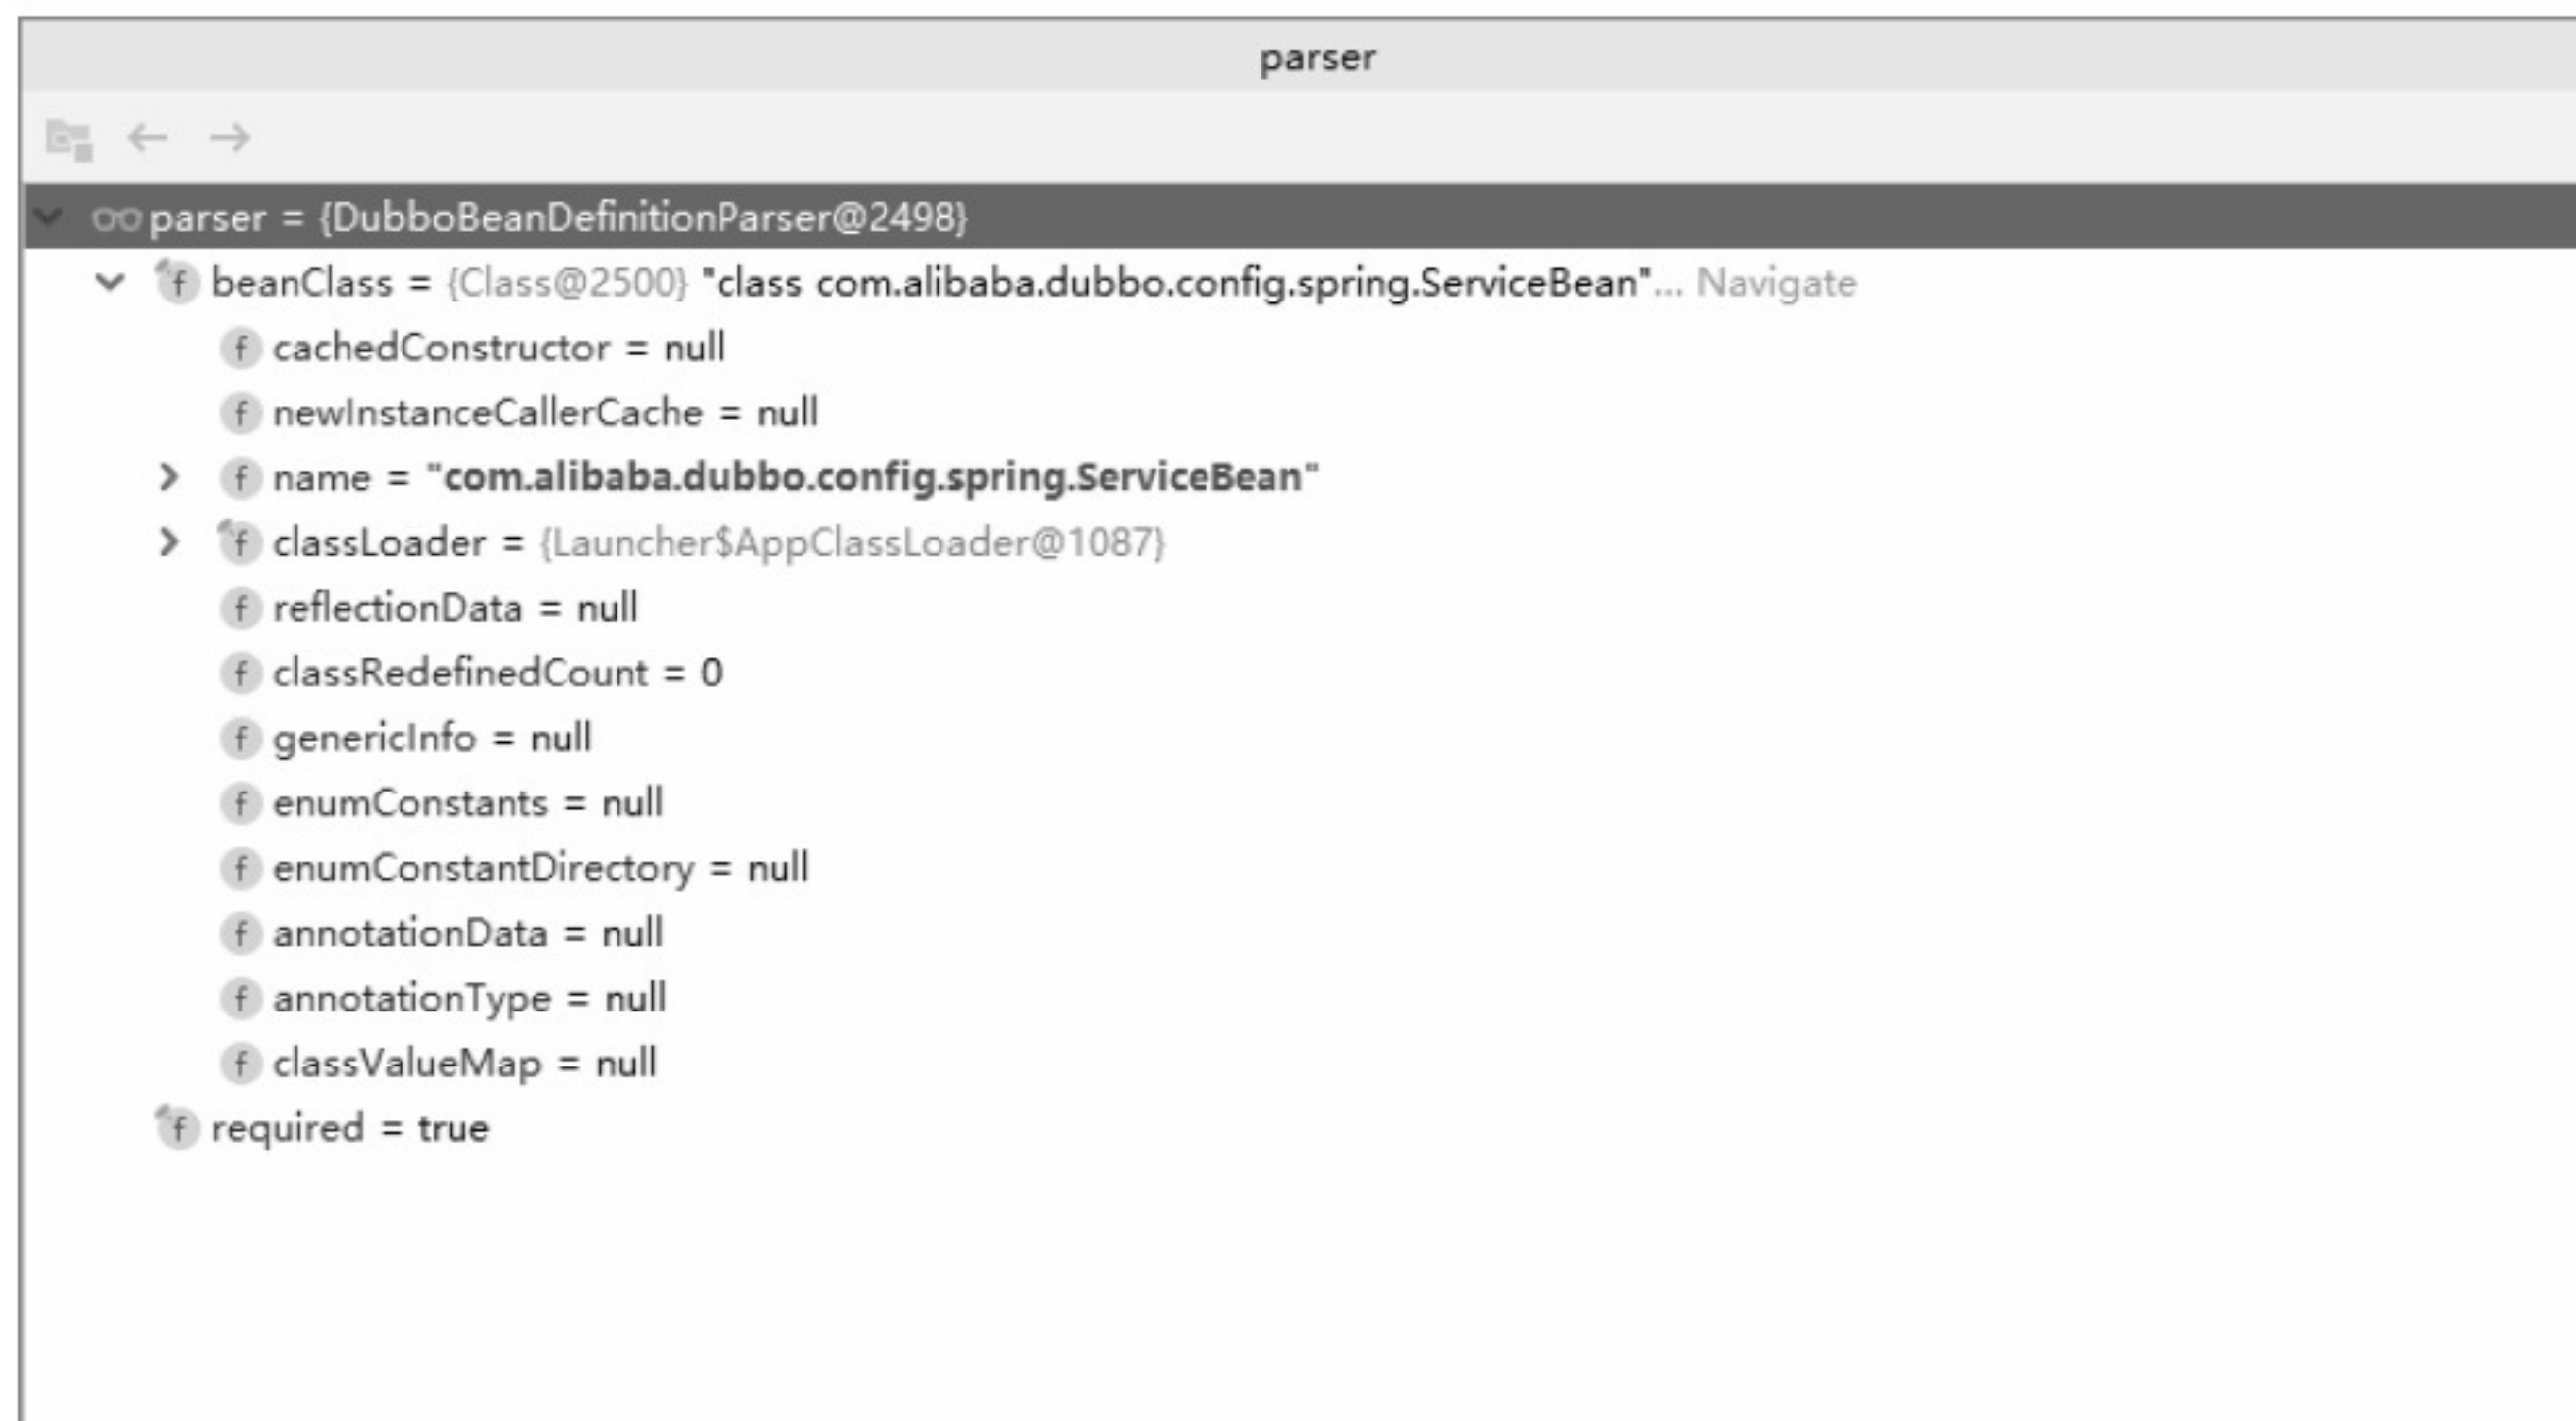 parser
parser = {DubboBeanDefinitionParser@2498}
f beanClass = {Class@2500} "class com.alibaba.dubbo.config.spring.ServiceBean"... Navigate
f cachedConstructor = null
f newInstanceCallerCache = null
f name = "com.alibaba.dubbo.config.spring.ServiceBean"
f classLoader = {Launcher$AppClassLoader@1087}
f reflectionData = null
f classRedefinedCount = 0
f genericInfo = null
f enumConstants = null
f enumConstantDirectory = null
f annotationData = null
f annotationType = null
f classValueMap = null
f required = true